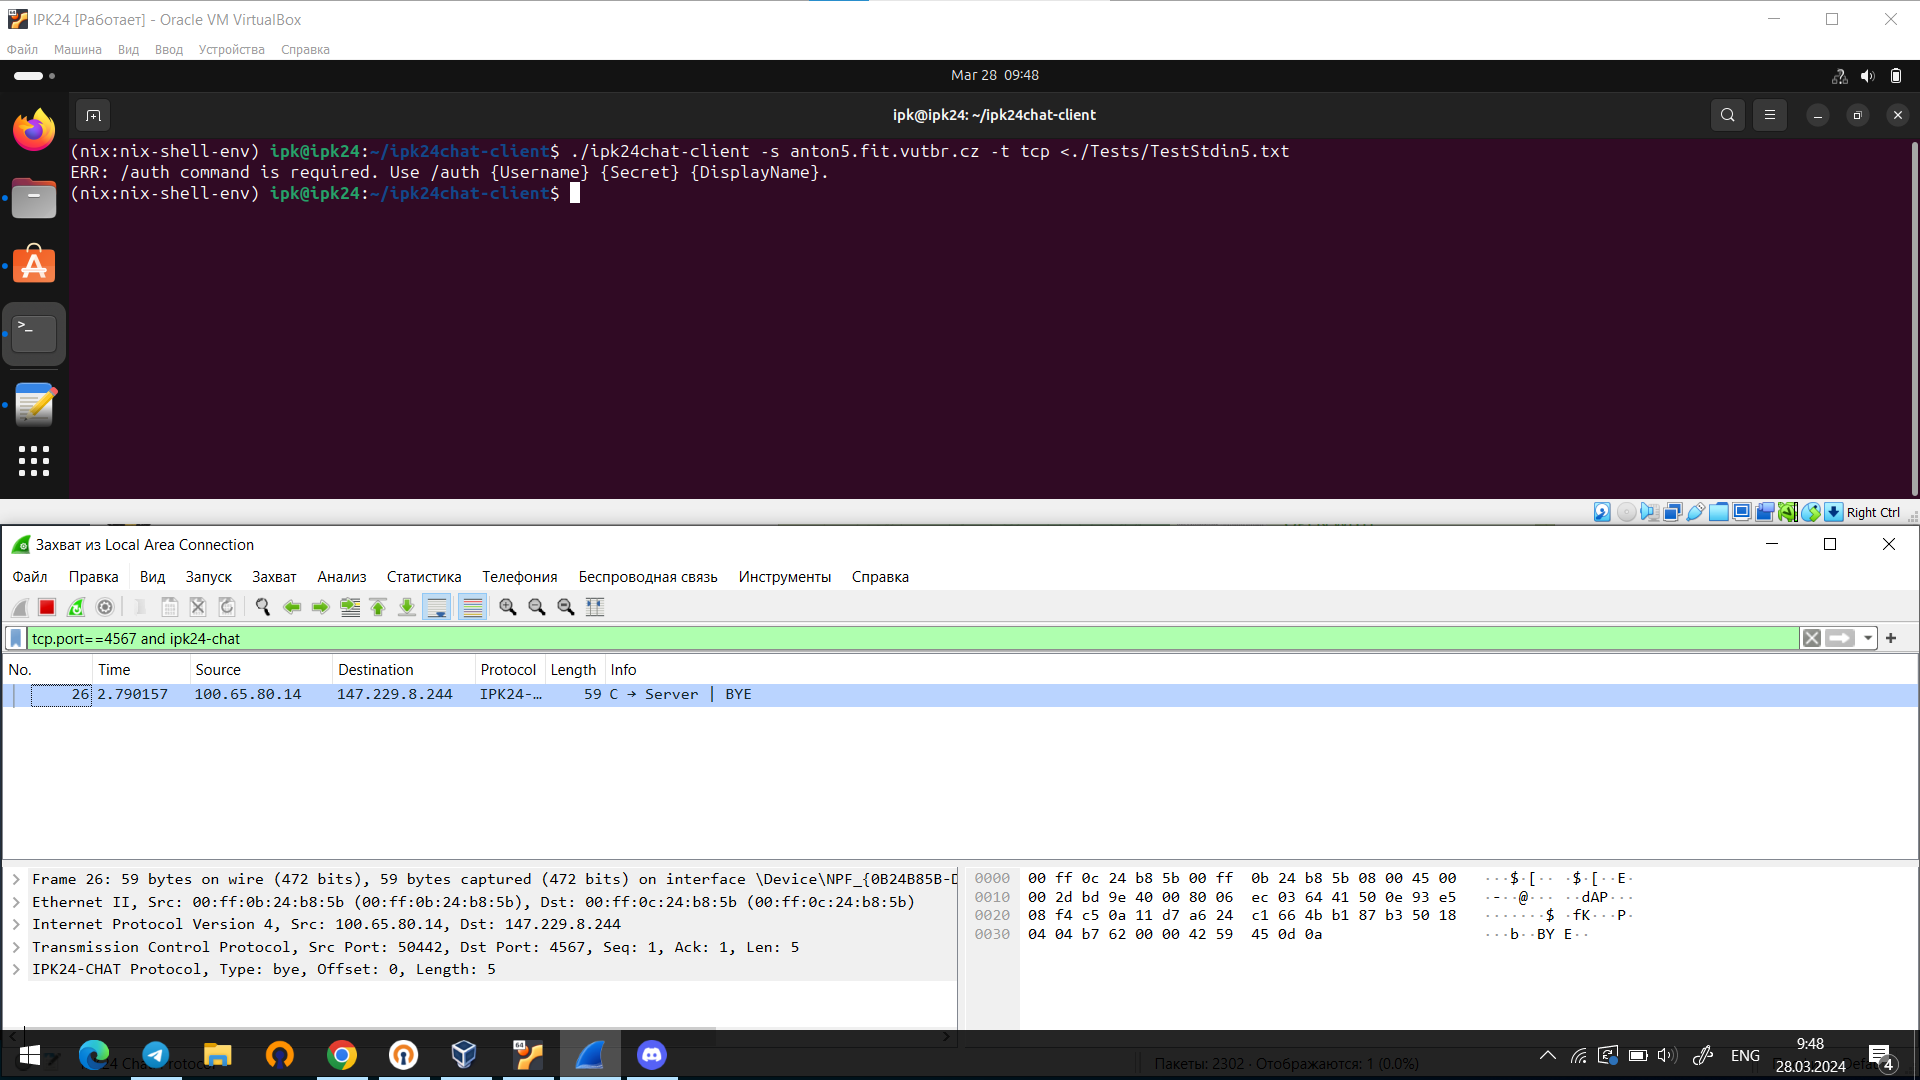 IPK24 [Работает] - Oracle VM VirtualBox
Файл Машина Вид Ввод Устройства Справка
Mar 28 09:48
ipk@ipk24: ~/ipk24chat-client
(nix:nix-shell-env) ipk@ipk24:~/ipk24chat-client$ ./ipk24chat-client -s anton5.fit.vutbr.cz -t tcp <./Tests/TestStdin5.txt
ERR: /auth command is required. Use /auth {Username} {Secret} {DisplayName}.
(nix:nix-shell-env) ipk@ipk24:~/ipk24chat-client$
Right Ctrl
Захват из Local Area Connection
Файл Правка Вид Запуск Захват Анализ Статистика Телефония Беспроводная связь Инструменты Справка
tcp.port==4567 and ipk24-chat
No. Time Source Destination Protocol Length Info
26 2.790157 100.65.80.14 147.229.8.244 IPK24-… 59 C → Server | BYE
Frame 26: 59 bytes on wire (472 bits), 59 bytes captured (472 bits) on interface \Device\NPF_{0B24B85B-D
Ethernet II, Src: 00:ff:0b:24:b8:5b (00:ff:0b:24:b8:5b), Dst: 00:ff:0c:24:b8:5b (00:ff:0c:24:b8:5b)
Internet Protocol Version 4, Src: 100.65.80.14, Dst: 147.229.8.244
Transmission Control Protocol, Src Port: 50442, Dst Port: 4567, Seq: 1, Ack: 1, Len: 5
IPK24-CHAT Protocol, Type: bye, Offset: 0, Length: 5
0000 00 ff 0c 24 b8 5b 00 ff 0b 24 b8 5b 08 00 45 00 ···$·[·· ·$·[··E·
0010 00 2d bd 9e 40 00 80 06 ec 03 64 41 50 0e 93 e5 ·-··@··· ··dAP···
0020 08 f4 c5 0a 11 d7 a6 24 c1 66 4b b1 87 b3 50 18 ·······$ ·fK···P·
0030 04 04 b7 62 00 00 42 59 45 0d 0a ···b··BY E··
Пакеты: 2302 · Отображаются: 1 (0.0%)
ENG
9:48
28.03.2024
4